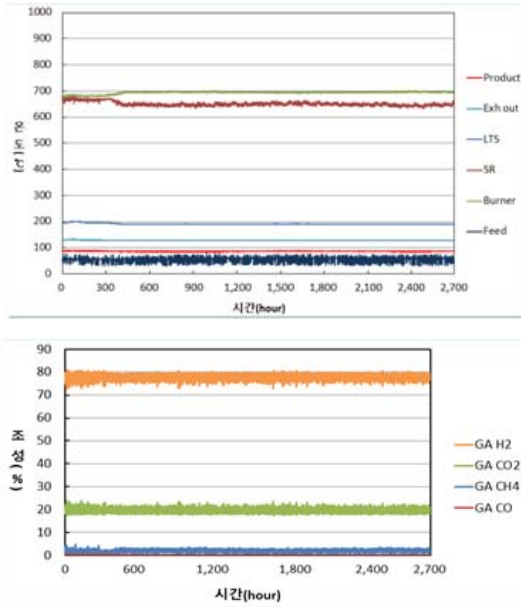 1000
900
800
700
600
500
400
300
200
100
0
0 300 600 900 1,200 1,500 1,800 2,100 2,400 2,700
시간(hour)
Product
Exh out
LTS
SR
Burner
Feed
90
80
70
60
50
40
30
20
10
0
조성(%)
0 600 1,200 1,800 2,400 2,700
시간(hour)
GA H2
GA CO2
GA CH4
GA CO